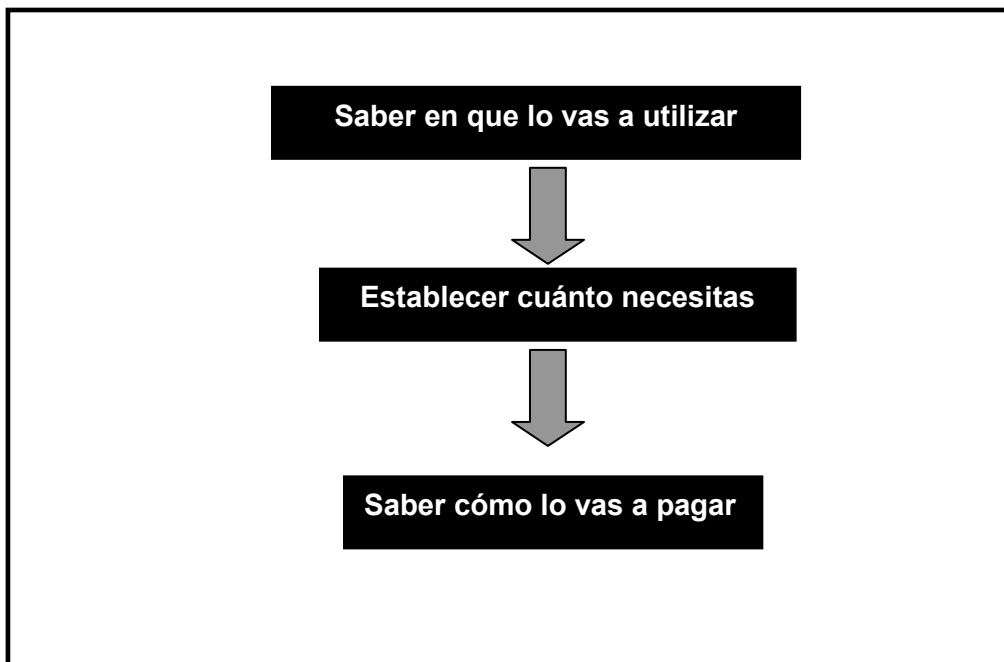 Saber en que lo vas a utilizar
Establecer cuánto necesitas
Saber cómo lo vas a pagar